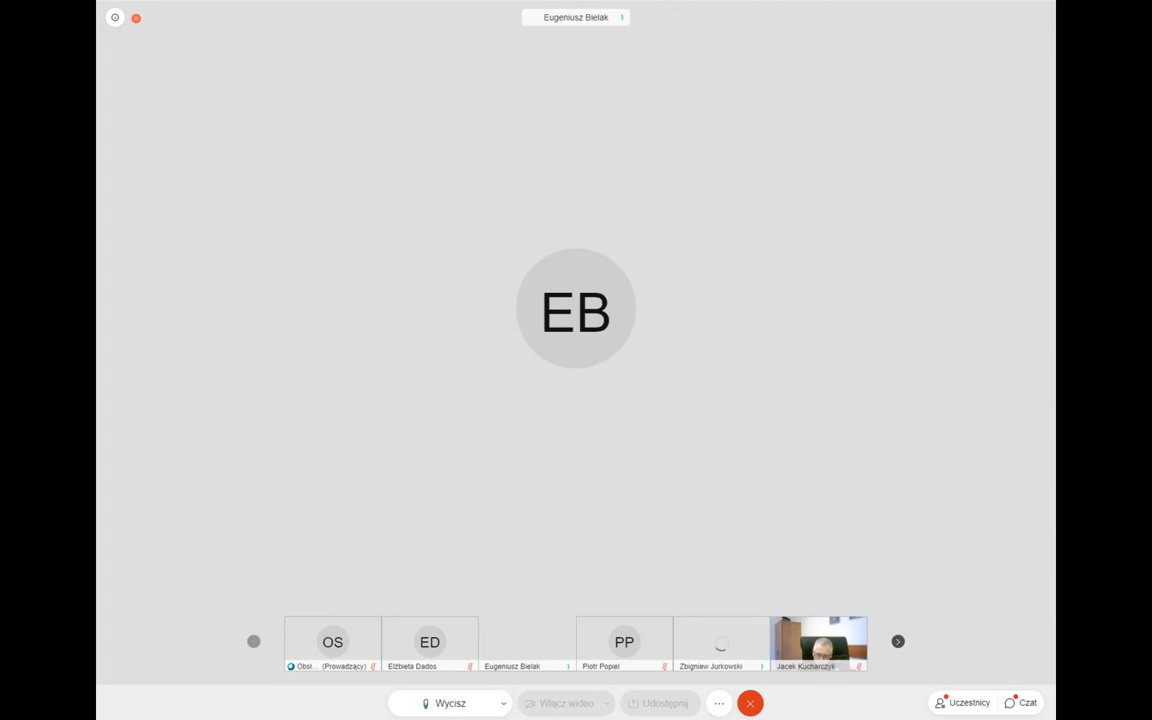 Eugeniusz Bielak
EB
OS
ED
PP
Obsł... (Prowadzący)
Elżbieta Dados
Eugeniusz Bielak
Piotr Popiel
Zbigniew Jurkowski
Jacek Kucharczyk
Wycisz
Włącz wideo
Udostępnij
Uczestnicy
Czat